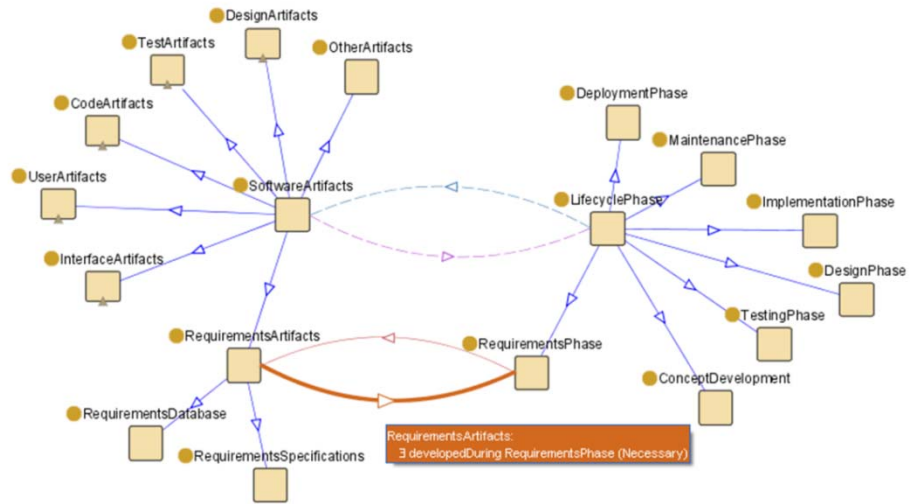 DesignArtifacts
TestArtifacts
OtherArtifacts
CodeArtifacts
DeploymentPhase
MaintenancePhase
UserArtifacts
SoftwareArtifacts
LifecyclePhase
ImplementationPhase
InterfaceArtifacts
DesignPhase
TestingPhase
RequirementsArtifacts
RequirementsPhase
ConceptDevelopment
RequirementsDatabase
RequirementsSpecifications
RequirementsArtifacts:
∃ developedDuring RequirementsPhase (Necessary)